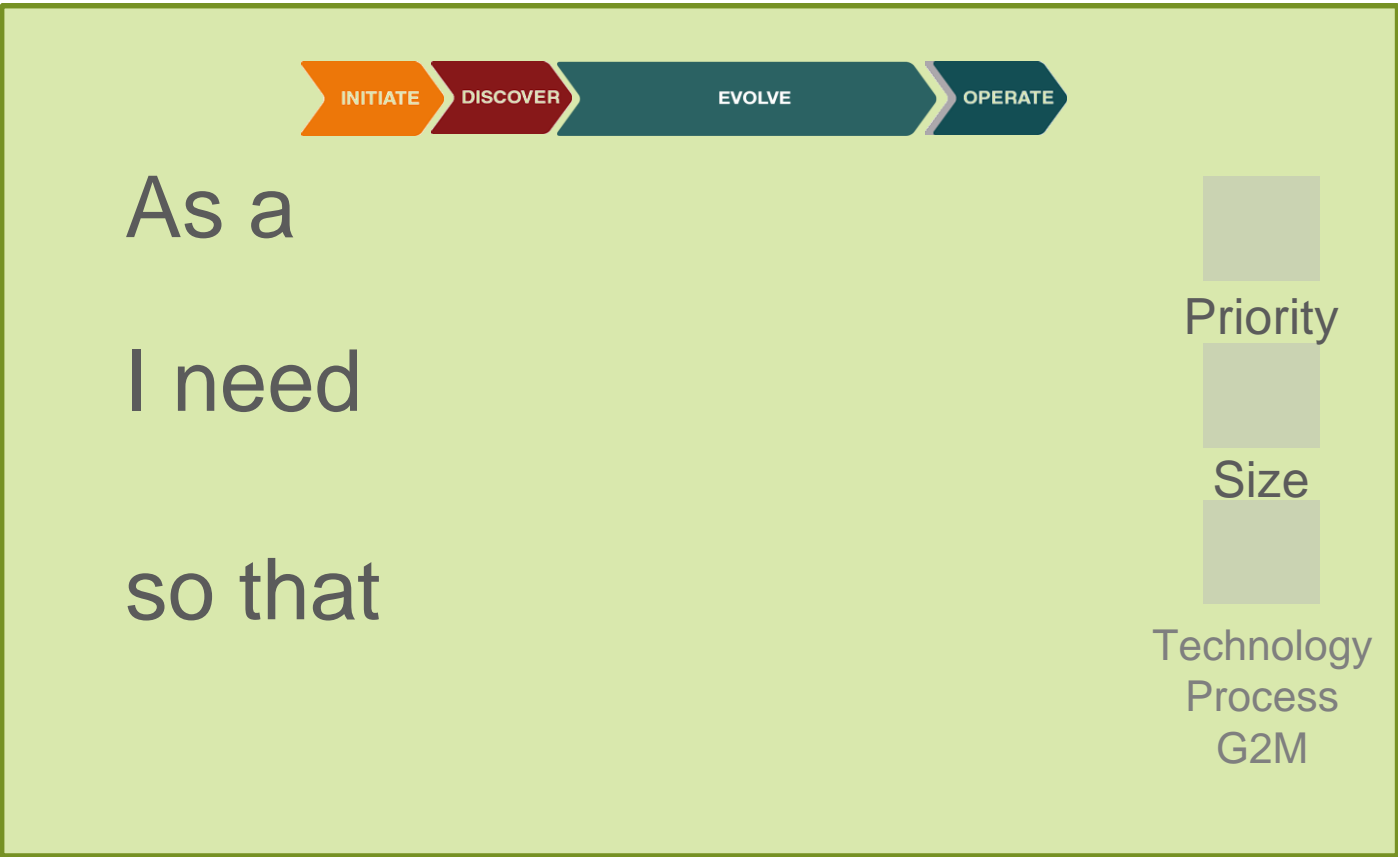 INITIATE DISCOVER EVOLVE OPERATE
As a
I need
so that
Priority
Size
Technology
Process
G2M